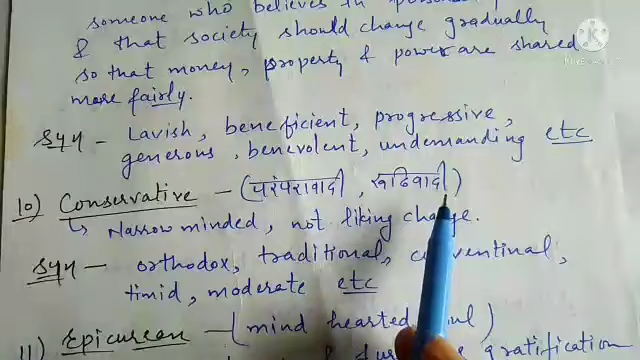 someone who believes in
& that society should change gradually
so that money, property & power are shared
more fairly.
Syn - Lavish, beneficient, progressive,
generous, benevolent, undemanding etc
10) Conservative - (परंपरावादी, रूढिवादी)
↳ Narrow minded, not liking change.
Syn - orthodox, traditional,
timid, moderate etc
11) Epicurean - (mind hearted
gratification